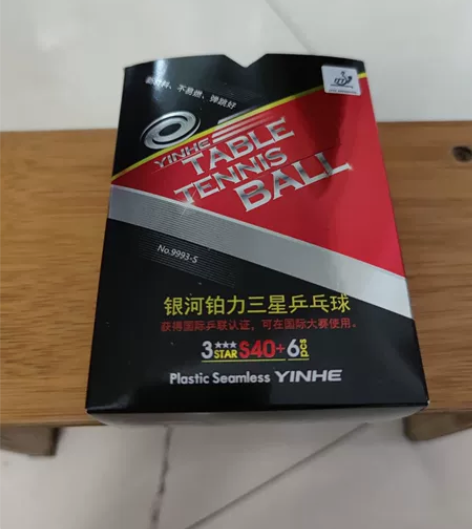 新材料、不易燃、弹跳好
YINHE
TABLE
TENNIS
BALL
No.9993-S
银河铂力三星乒乓球
获得国际乒联认证，可在国际大赛使用。
3 STAR S40+ 6 pcs
Plastic Seamless YINHE